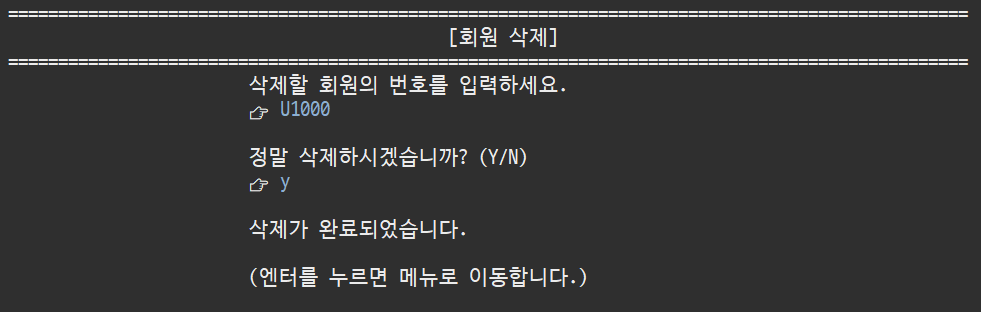 ================================================================================================
[회원 삭제]
================================================================================================
삭제할 회원의 번호를 입력하세요.
👉 U1000
정말 삭제하시겠습니까? (Y/N)
👉 y
삭제가 완료되었습니다.
(엔터를 누르면 메뉴로 이동합니다.)